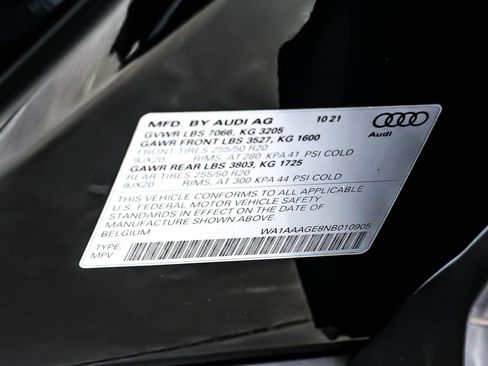 MFD. BY AUDI AG 10 21
GVWR LBS 7066, KG 3205
GAWR FRONT LBS 3527, KG 1600
FRONT TIRES 255/50 R20
9JX20 RIMS, AT 280 KPA 41 PSI COLD
GAWR REAR LBS 3803, KG 1725
REAR TIRES 255/50 R20
9JX20 RIMS, AT 300 KPA 44 PSI COLD
THIS VEHICLE CONFORMS TO ALL APPLICABLE
U.S. FEDERAL MOTOR VEHICLE SAFETY
STANDARDS IN EFFECT ON THE DATE OF
MANUFACTURE SHOWN ABOVE.
BELGIUM WA1AAAGE8NB010905
TYPE:
MPV
Audi